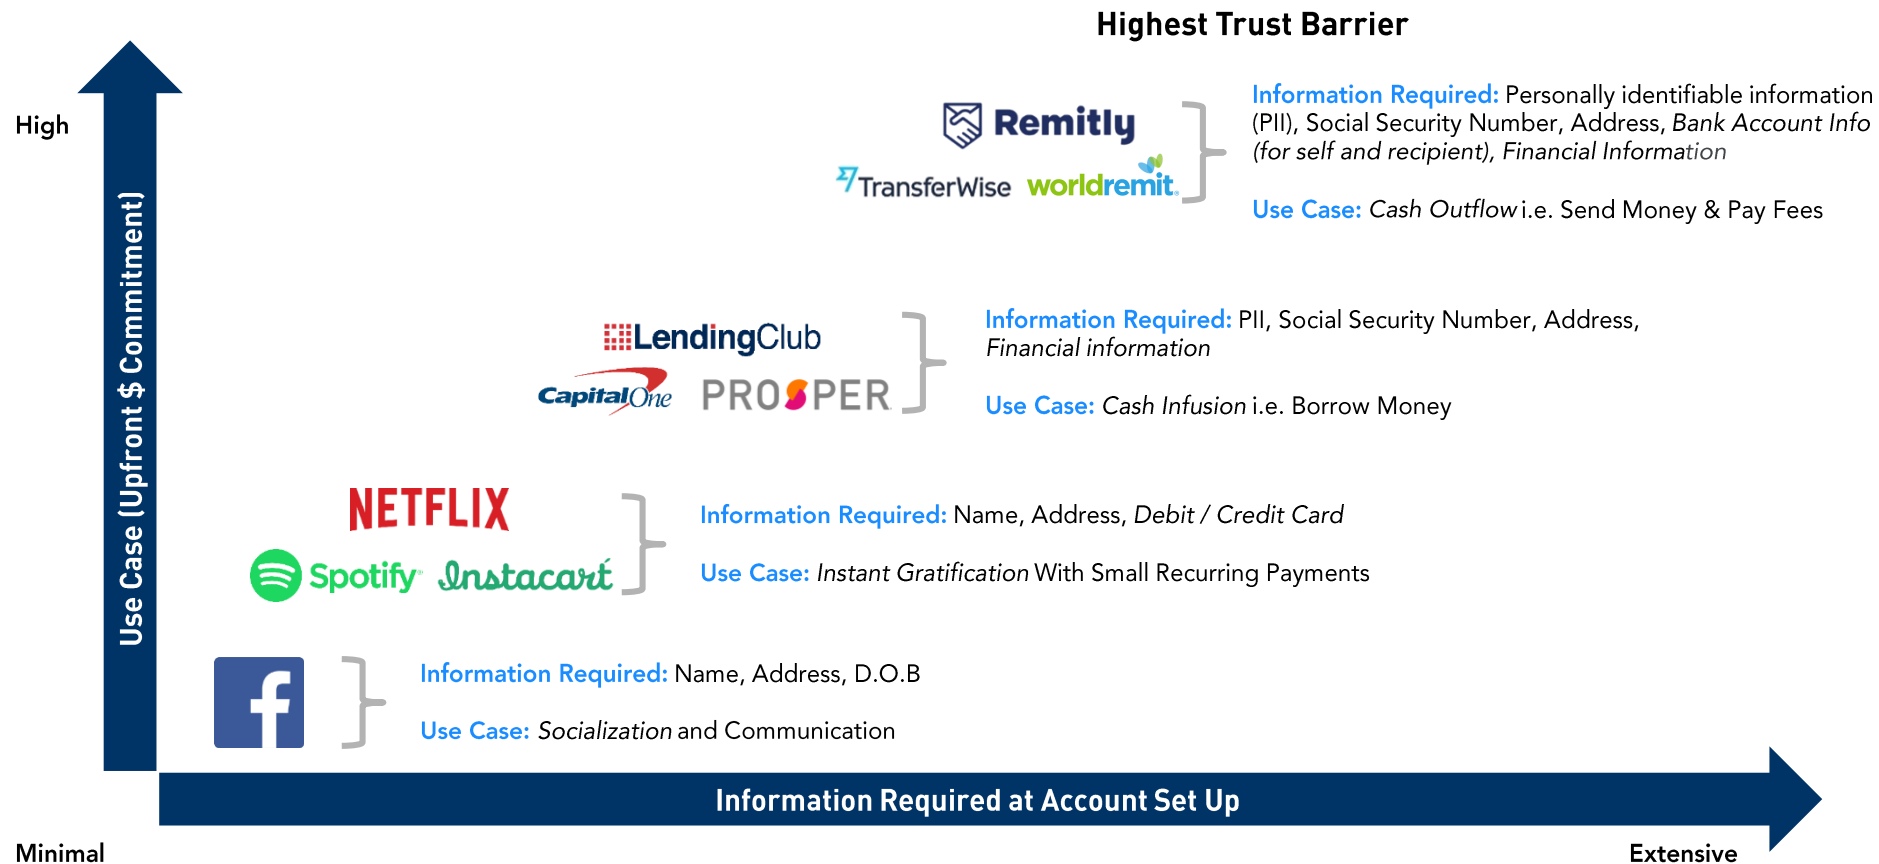 Highest Trust Barrier
High
Use Case (Upfront $ Commitment)
Remitly
TransferWise worldremit
Information Required: Personally identifiable information
(PII), Social Security Number, Address, Bank Account Info
(for self and recipient), Financial Information
Use Case: Cash Outflow i.e. Send Money & Pay Fees
LendingClub
CapitalOne PROSPER
Information Required: PII, Social Security Number, Address,
Financial information
Use Case: Cash Infusion i.e. Borrow Money
NETFLIX
Spotify Instacart
Information Required: Name, Address, Debit / Credit Card
Use Case: Instant Gratification With Small Recurring Payments
f
Information Required: Name, Address, D.O.B
Use Case: Socialization and Communication
Information Required at Account Set Up
Minimal
Extensive